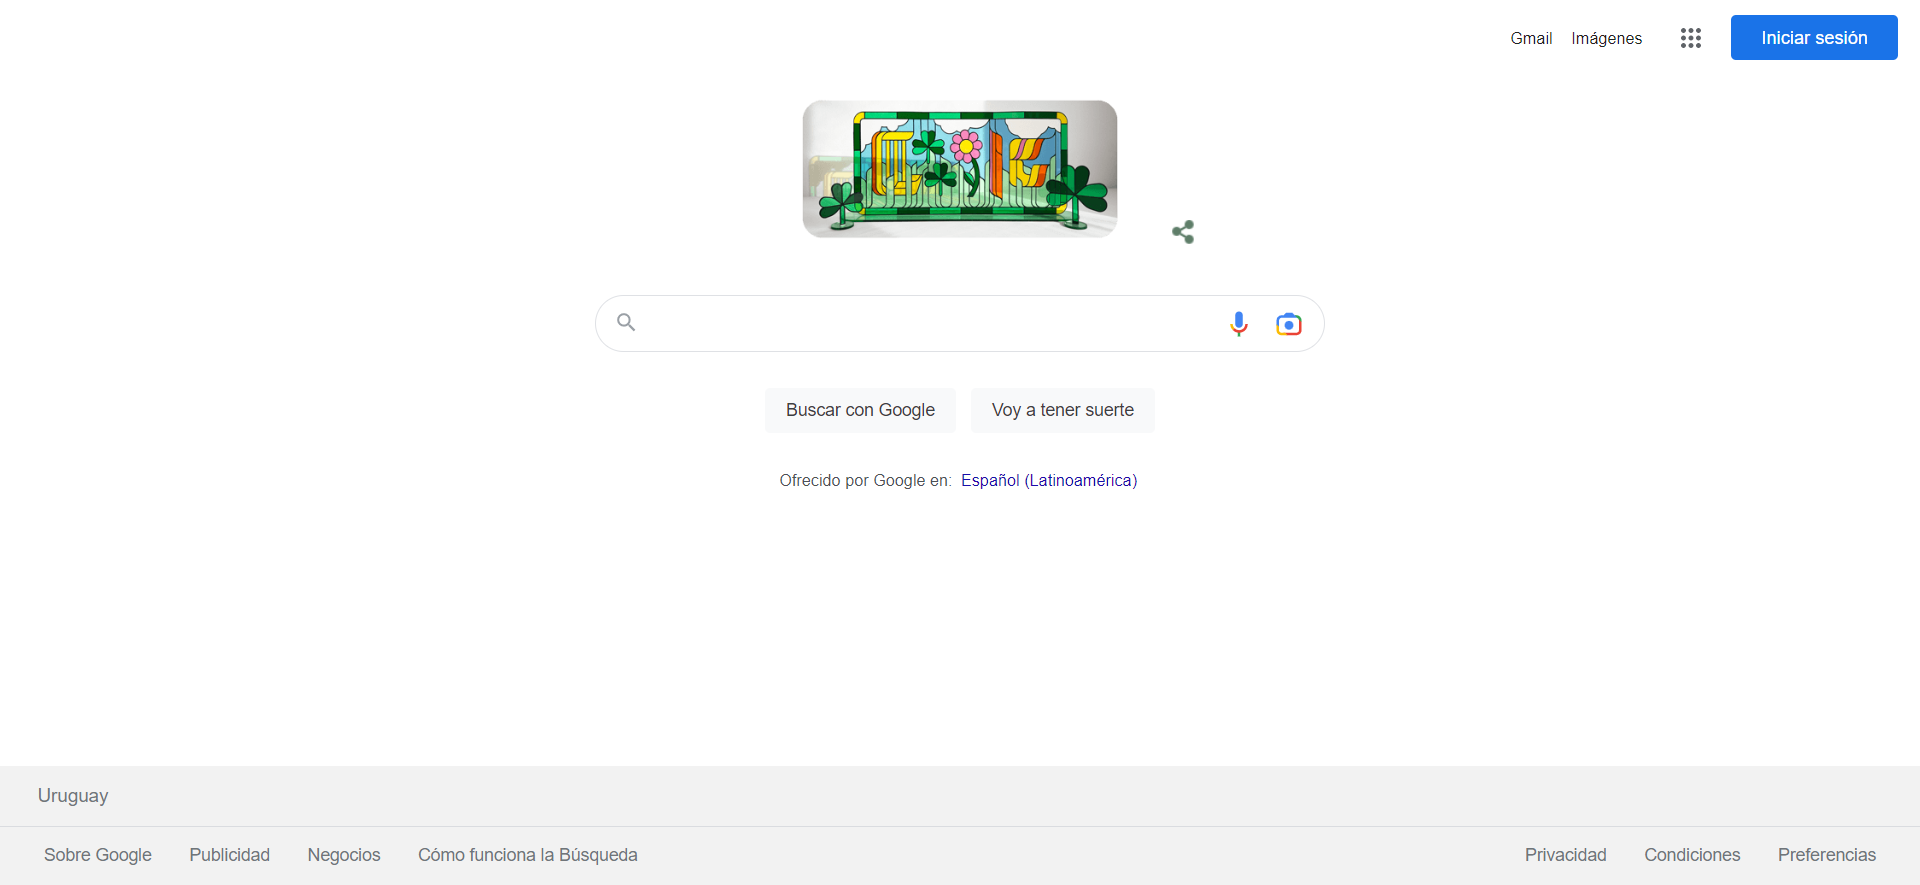 Gmail Imágenes Iniciar sesión
Buscar con Google Voy a tener suerte
Ofrecido por Google en: Español (Latinoamérica)
Uruguay
Sobre Google Publicidad Negocios Cómo funciona la Búsqueda Privacidad Condiciones Preferencias